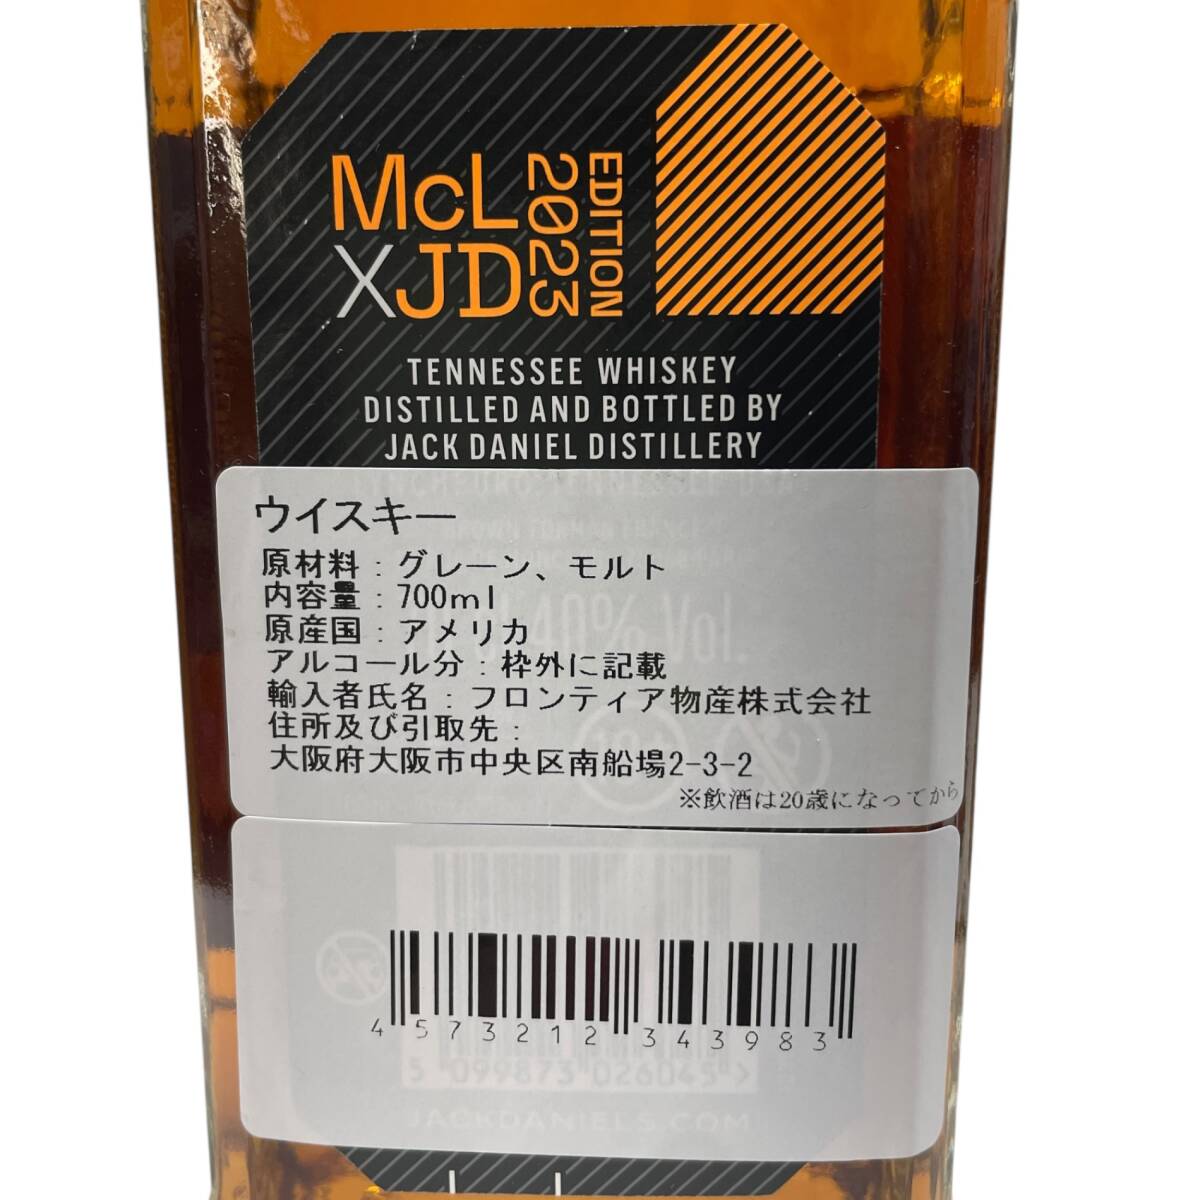 McL
XJD
2023
EDITION
TENNESSEE WHISKEY
DISTILLED AND BOTTLED BY
JACK DANIEL DISTILLERY
ウイスキー
原材料：グレーン、モルト
内容量：700ml
原産国：アメリカ
アルコール分：枠外に記載
輸入者氏名：フロンティア物産株式会社
住所及び引取先：
大阪府大阪市中央区南船場2-3-2
※飲酒は20歳になってから
40% Vol.
4573212343983
5 099873 026045 >
JACKDANIELS.COM